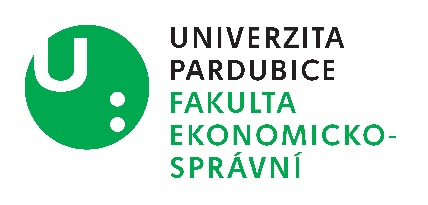 U:
UNIVERZITA
PARDUBICE
FAKULTA
EKONOMICKO-
SPRÁVNÍ